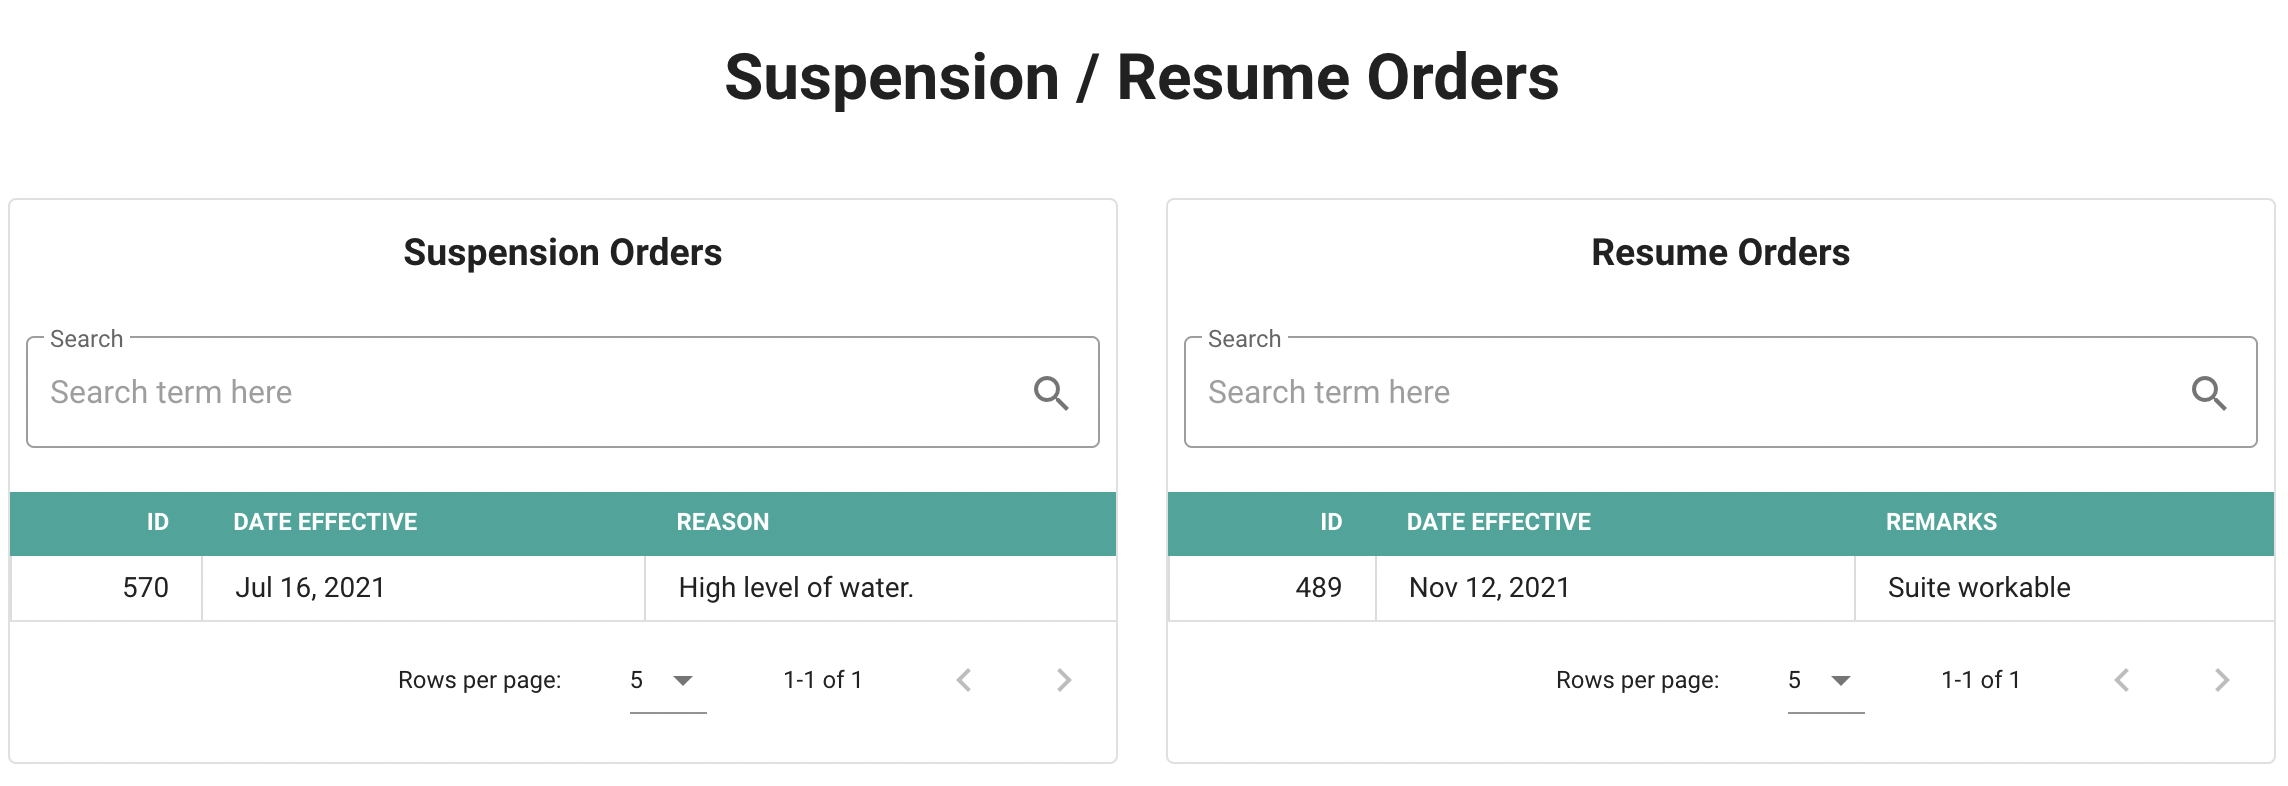 Suspension / Resume Orders
Suspension Orders
Search
Search term here
ID DATE EFFECTIVE REASON
570 Jul 16, 2021 High level of water.
Rows per page: 5 1-1 of 1
Resume Orders
Search
Search term here
ID DATE EFFECTIVE REMARKS
489 Nov 12, 2021 Suite workable
Rows per page: 5 1-1 of 1